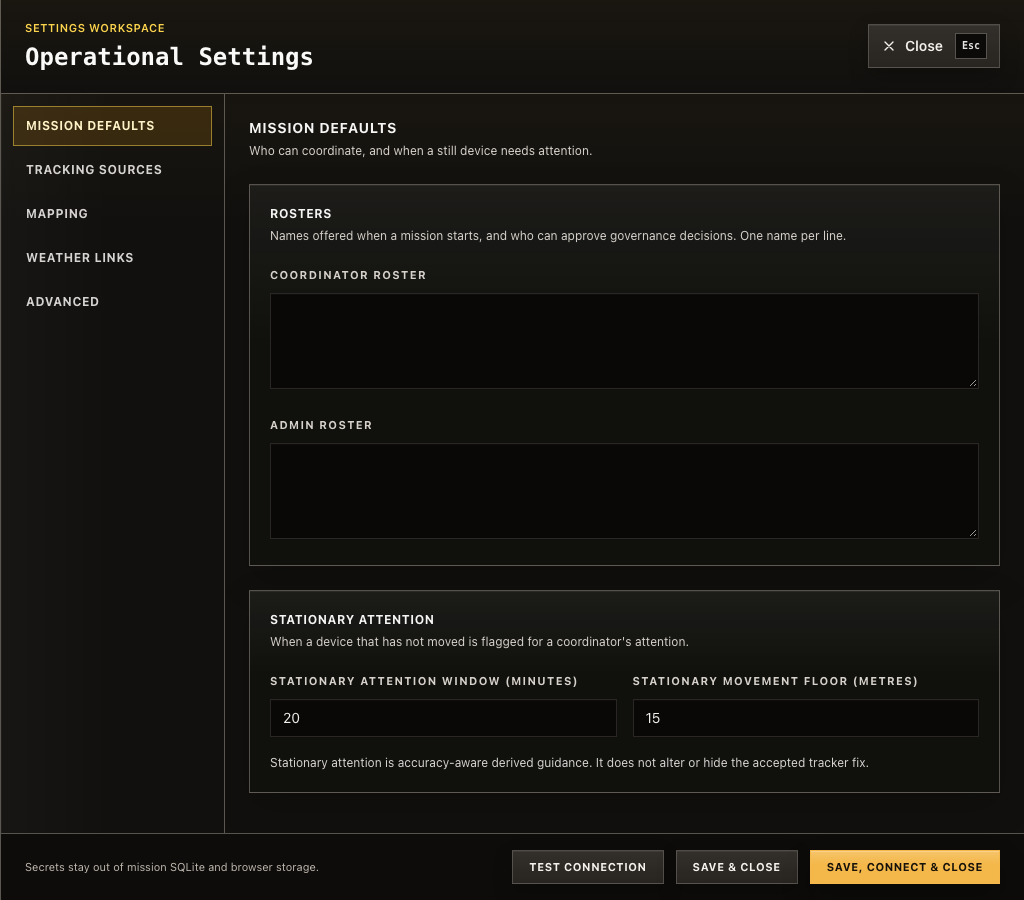 SETTINGS WORKSPACE
Operational Settings
Close Esc
MISSION DEFAULTS
TRACKING SOURCES
MAPPING
WEATHER LINKS
ADVANCED
MISSION DEFAULTS
Who can coordinate, and when a still device needs attention.
ROSTERS
Names offered when a mission starts, and who can approve governance decisions. One name per line.
COORDINATOR ROSTER
ADMIN ROSTER
STATIONARY ATTENTION
When a device that has not moved is flagged for a coordinator's attention.
STATIONARY ATTENTION WINDOW (MINUTES)
20
STATIONARY MOVEMENT FLOOR (METRES)
15
Stationary attention is accuracy-aware derived guidance. It does not alter or hide the accepted tracker fix.
Secrets stay out of mission SQLite and browser storage.
TEST CONNECTION
SAVE & CLOSE
SAVE, CONNECT & CLOSE